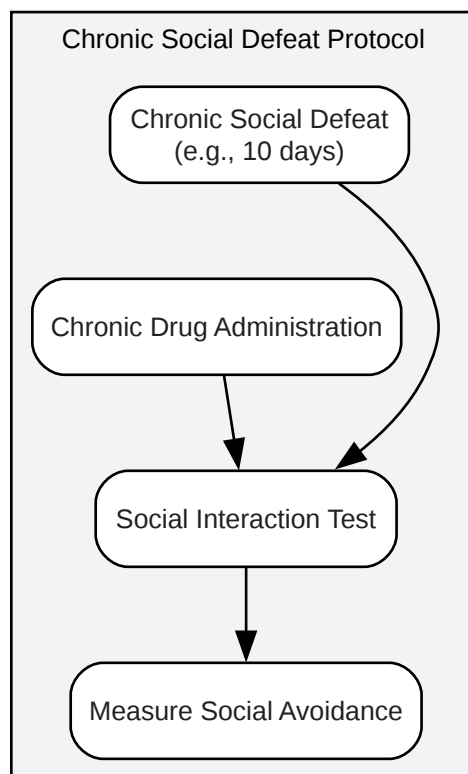 Chronic Social Defeat Protocol
Chronic Social Defeat
(e.g., 10 days)
Chronic Drug Administration
Social Interaction Test
Measure Social Avoidance